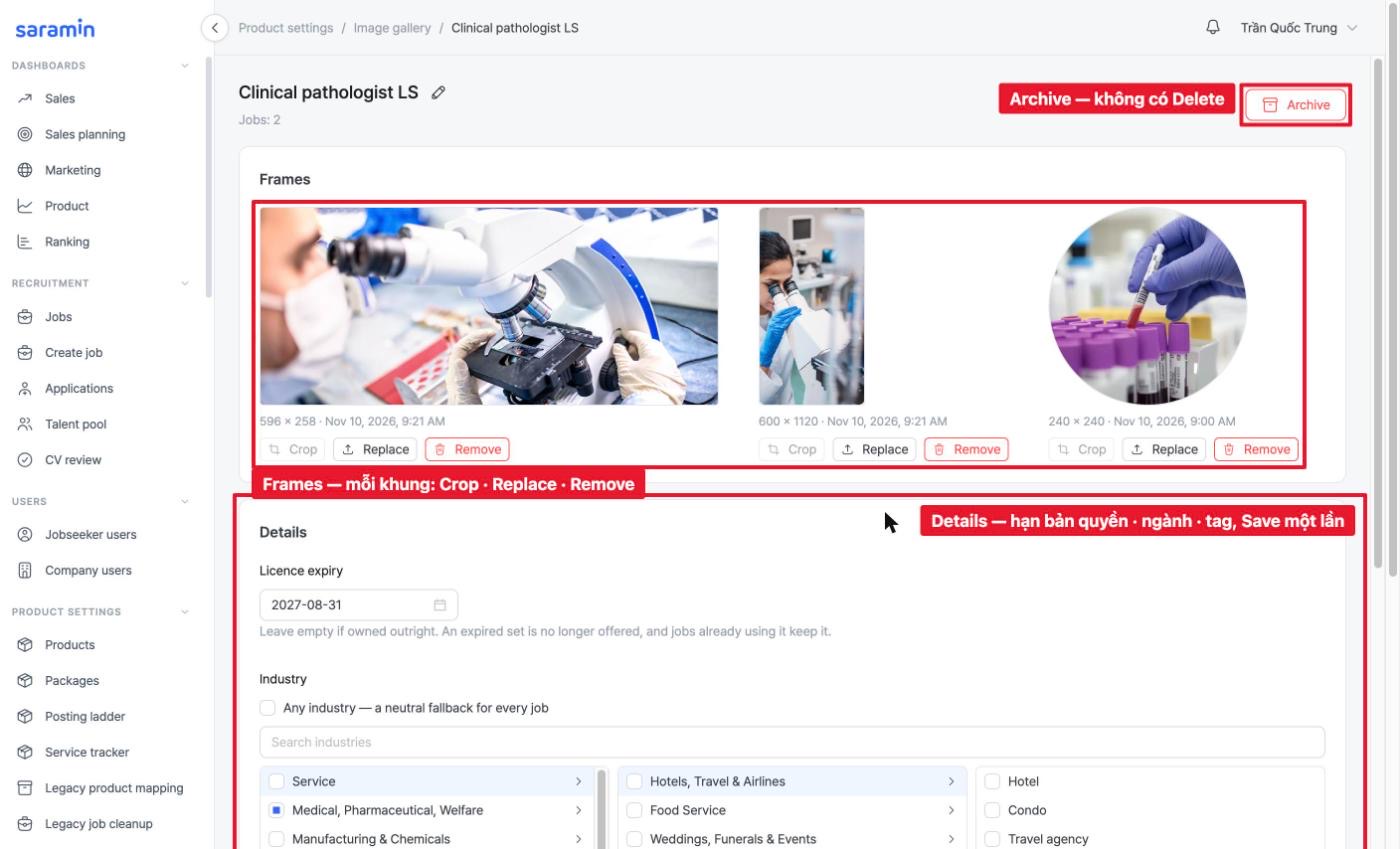 saramin
Product settings / Image gallery / Clinical pathologist LS
Trần Quốc Trung
DASHBOARDS
Sales
Sales planning
Marketing
Product
Ranking
RECRUITMENT
Jobs
Create job
Applications
Talent pool
CV review
USERS
Jobseeker users
Company users
PRODUCT SETTINGS
Products
Packages
Posting ladder
Service tracker
Legacy product mapping
Legacy job cleanup
Clinical pathologist LS
Jobs: 2
Archive — không có Delete
Archive
Frames
596 × 258 · Nov 10, 2026, 9:21 AM
Crop Replace Remove
600 × 1120 · Nov 10, 2026, 9:21 AM
Crop Replace Remove
240 × 240 · Nov 10, 2026, 9:00 AM
Crop Replace Remove
Frames — mỗi khung: Crop · Replace · Remove
Details — hạn bản quyền · ngành · tag, Save một lần
Details
Licence expiry
2027-08-31
Leave empty if owned outright. An expired set is no longer offered, and jobs already using it keep it.
Industry
Any industry — a neutral fallback for every job
Search industries
Service
Medical, Pharmaceutical, Welfare
Manufacturing & Chemicals
Hotels, Travel & Airlines
Food Service
Weddings, Funerals & Events
Hotel
Condo
Travel agency